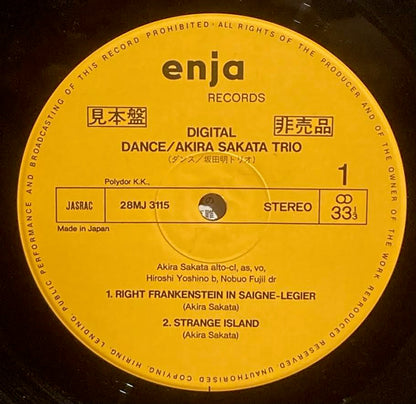 ALL RIGHTS OF THE PRODUCER AND OF THE OWNER OF THE WORK REPRODUCED RESERVED UNAUTHORISED COPYING, HIRING, LENDING PUBLIC PERFORMANCE AND BROADCASTING OF THIS RECORD PROHIBITED·
enja
RECORDS
見本盤
非売品
DIGITAL
DANCE/AKIRA SAKATA TRIO
(ダンス/坂田明トリオ)
Polydor K.K.,
1
JASRAC
28MJ 3115
STEREO
33 1/3
Made in Japan
Akira Sakata alto-cl, as, vo,
Hiroshi Yoshino b, Nobuo Fujii dr
1. RIGHT FRANKENSTEIN IN SAIGNE-LEGIER
(Akira Sakata)
2. STRANGE ISLAND
(Akira Sakata)